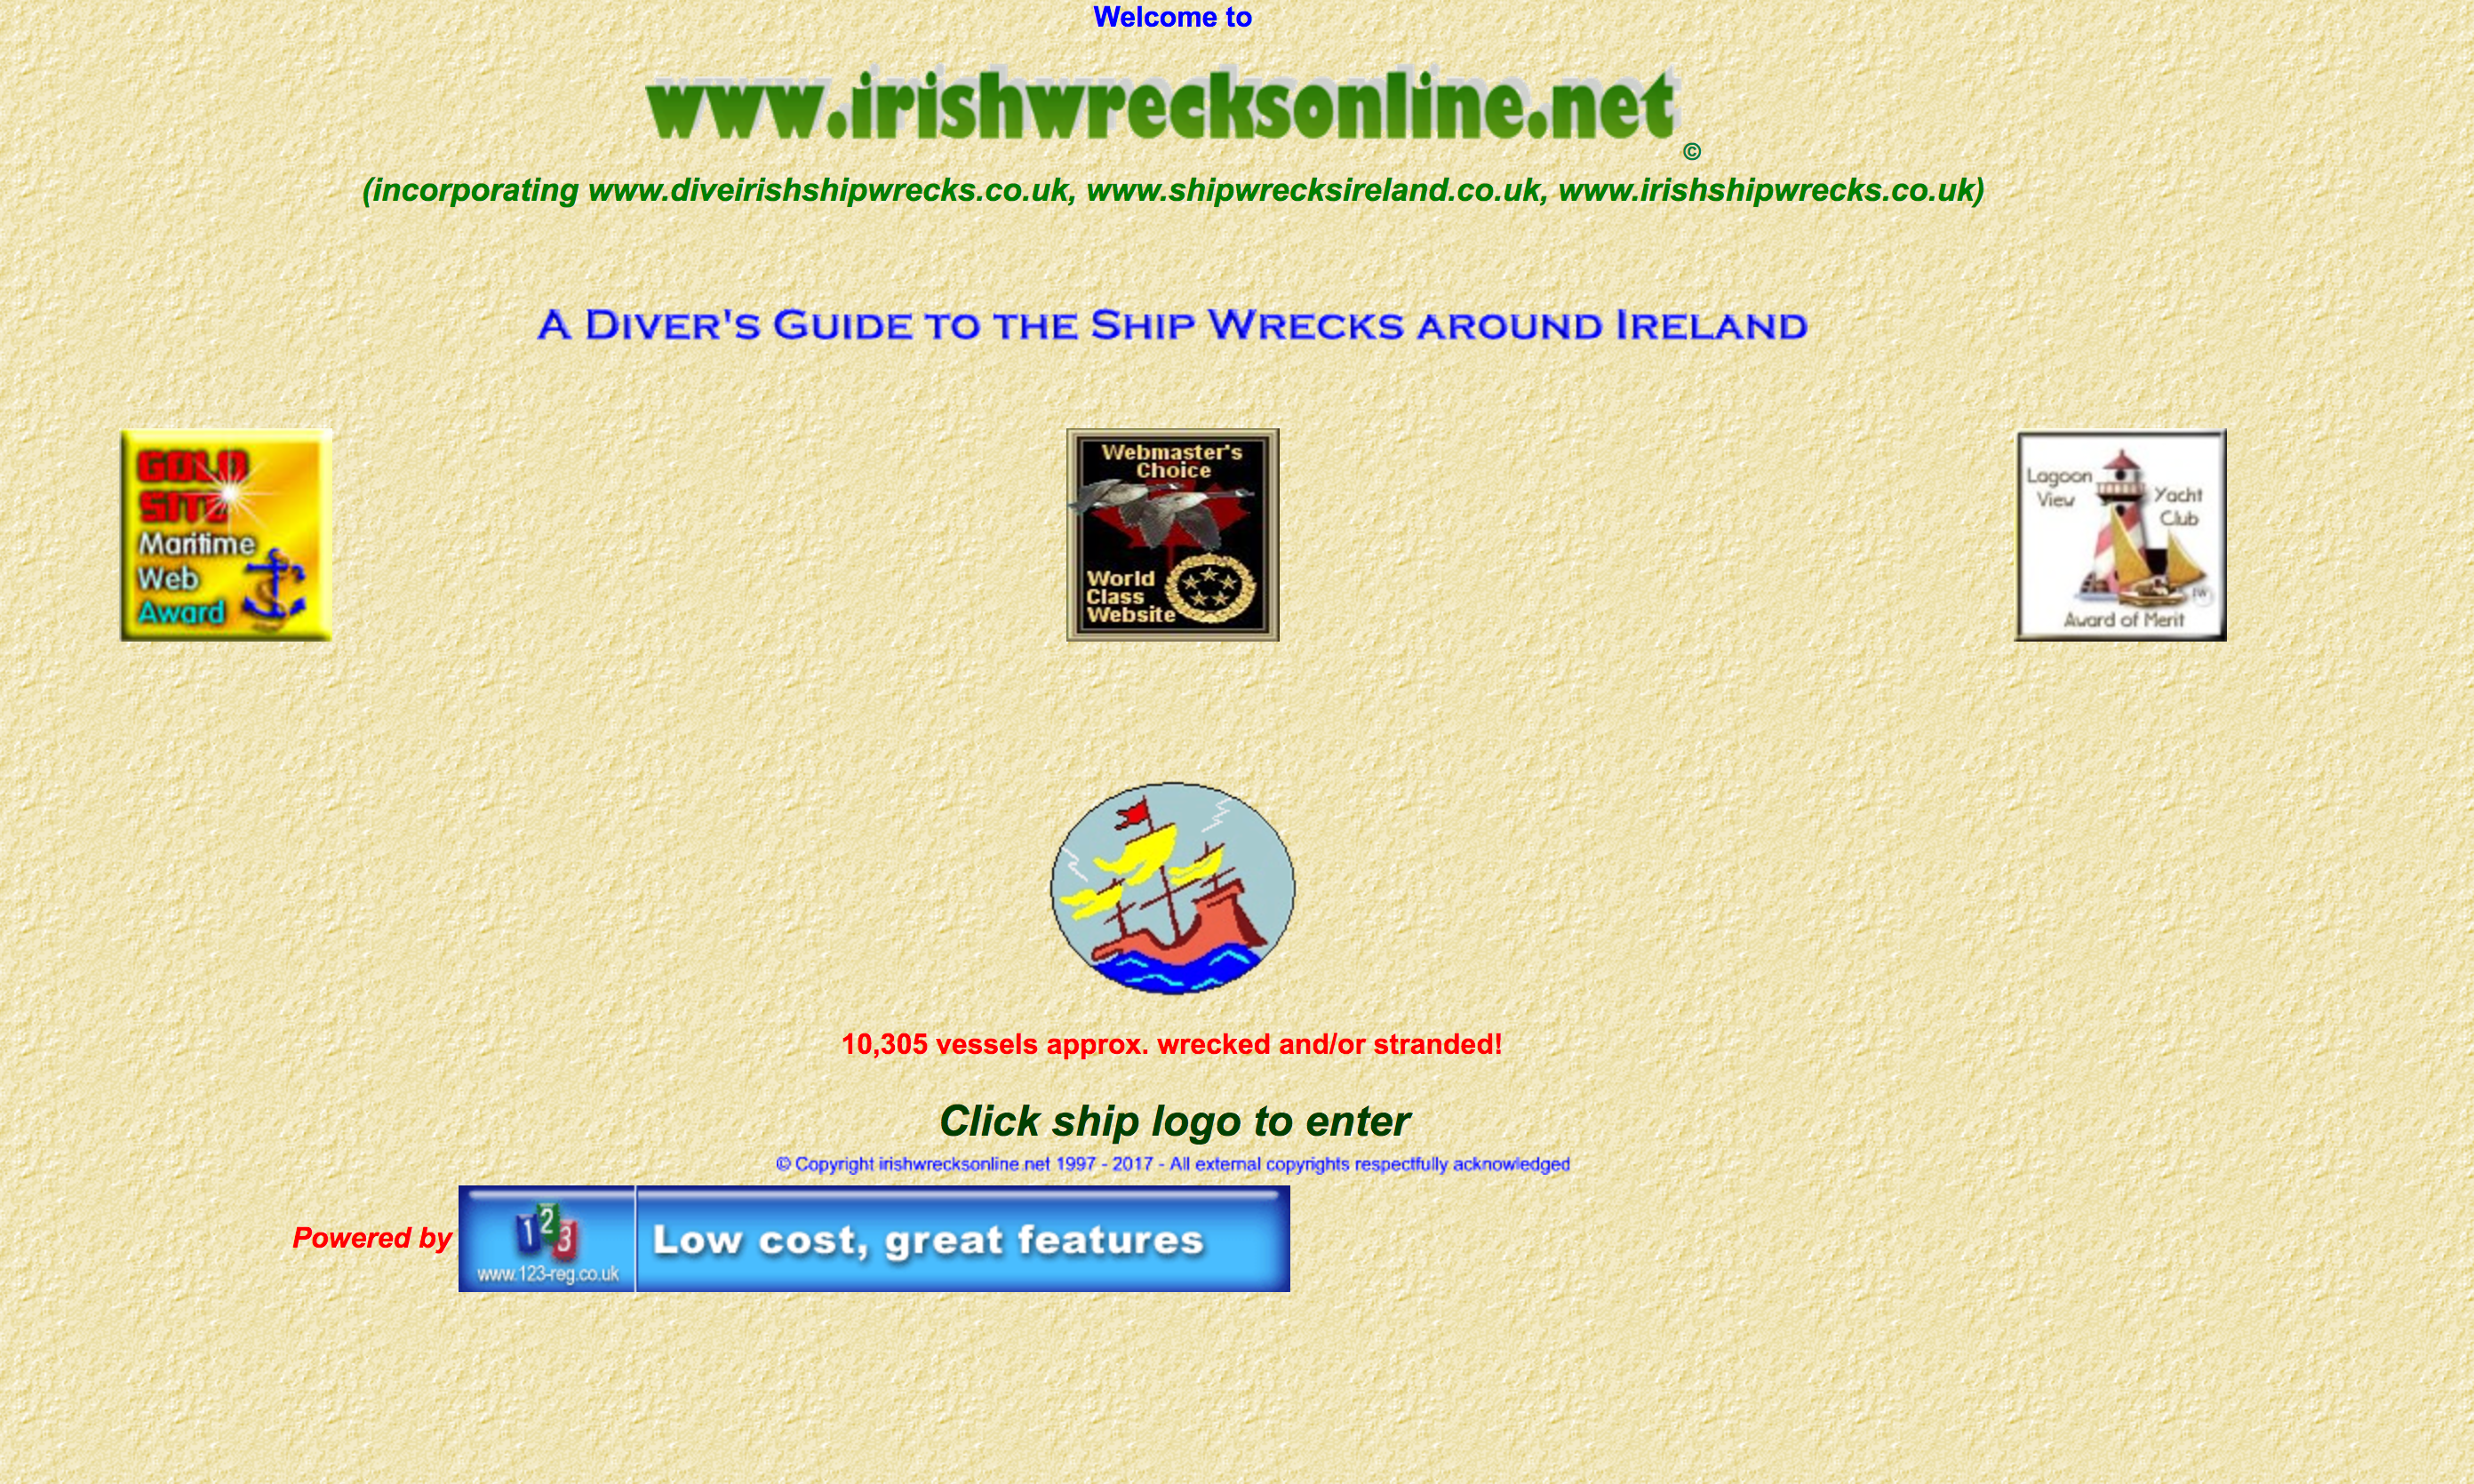 Welcome to
www.irishwrecksonline.net
©
(incorporating www.diveirishshipwrecks.co.uk, www.shipwrecksireland.co.uk, www.irishshipwrecks.co.uk)
A Diver's Guide to the Ship Wrecks around Ireland
GOLD
SITE
Maritime
Web
Award
Webmaster's
Choice
World
Class
Website
Lagoon
View
Yacht
Club
Award of Merit
10,305 vessels approx. wrecked and/or stranded!
Click ship logo to enter
© Copyright irishwrecksonline.net 1997 - 2017 - All external copyrights respectfully acknowledged
Powered by
123
www.123-reg.co.uk
Low cost, great features